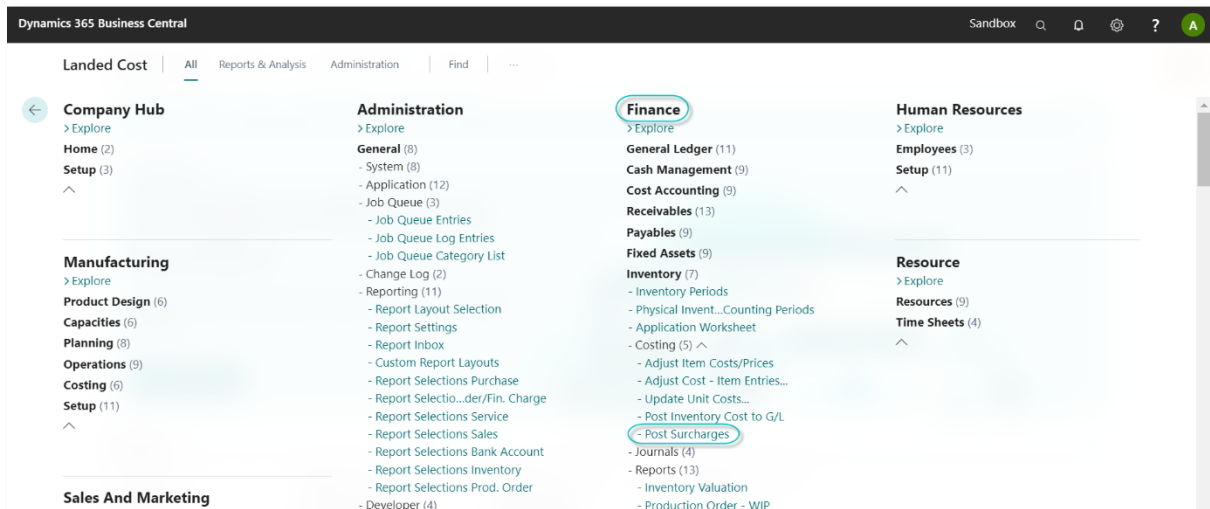 Dynamics 365 Business Central
Sandbox
?
A
Landed Cost
All
Reports & Analysis
Administration
Find
...
Company Hub
> Explore
Home (2)
Setup (3)
Manufacturing
> Explore
Product Design (6)
Capacities (6)
Planning (8)
Operations (9)
Costing (6)
Setup (11)
Sales And Marketing
Administration
> Explore
General (8)
- System (8)
- Application (12)
- Job Queue (3)
- Job Queue Entries
- Job Queue Log Entries
- Job Queue Category List
- Change Log (2)
- Reporting (11)
- Report Layout Selection
- Report Settings
- Report Inbox
- Custom Report Layouts
- Report Selections Purchase
- Report Selectio...der/Fin. Charge
- Report Selections Service
- Report Selections Sales
- Report Selections Bank Account
- Report Selections Inventory
- Report Selections Prod. Order
- Developer (4)
Finance
> Explore
General Ledger (11)
Cash Management (9)
Cost Accounting (9)
Receivables (13)
Payables (9)
Fixed Assets (9)
Inventory (7)
- Inventory Periods
- Physical Invent...Counting Periods
- Application Worksheet
- Costing (5)
- Adjust Item Costs/Prices
- Adjust Cost - Item Entries...
- Update Unit Costs...
- Post Inventory Cost to G/L
- Post Surcharges
- Journals (4)
- Reports (13)
- Inventory Valuation
- Production Order - WIP
Human Resources
> Explore
Employees (3)
Setup (11)
Resource
> Explore
Resources (9)
Time Sheets (4)